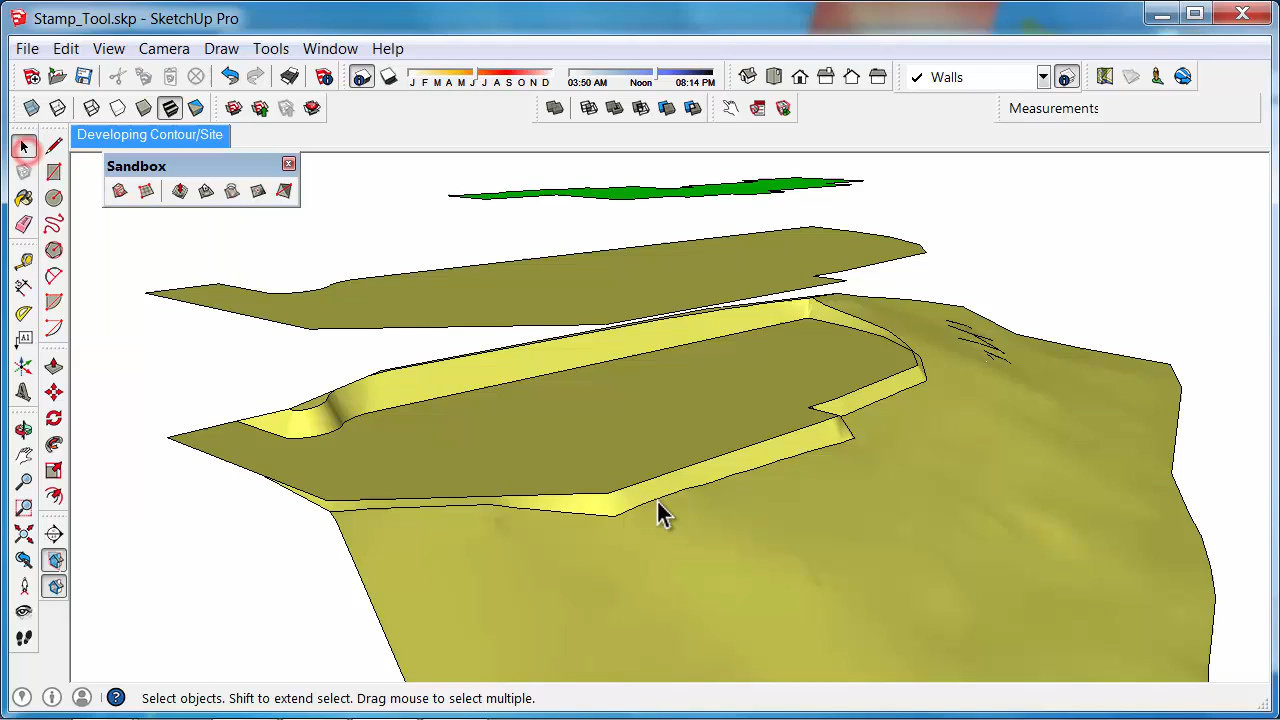 Stamp_Tool.skp - SketchUp Pro
File Edit View Camera Draw Tools Window Help
J F M A M J J A S O N D 03:50 AM Noon 08:14 PM Walls
Measurements
Developing Contour/Site
Sandbox
A1
Select objects. Shift to extend select. Drag mouse to select multiple.